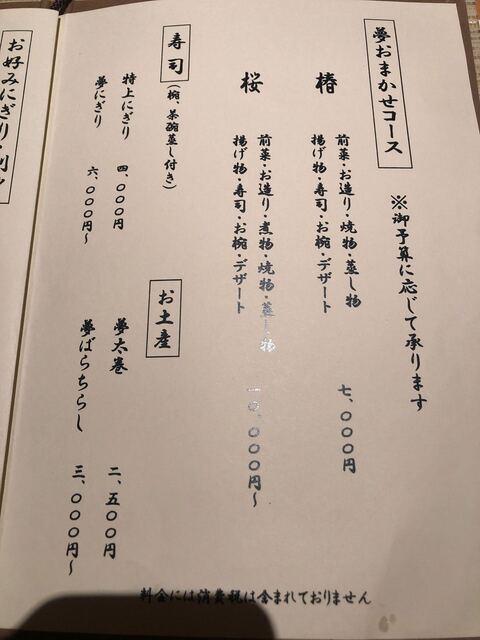 夢おまかせコース
※御予算に応じて承ります
椿
前菜・お造り・焼物・蒸し物
揚げ物・寿司・お椀・デザート
七、〇〇〇円
桜
前菜・お造り・煮物・焼物・蒸し物
揚げ物・寿司・お椀・デザート
一〇、〇〇〇円〜
寿司(椀、茶碗蒸し付き)
特上にぎり 四、〇〇〇円
夢にぎり 六、〇〇〇円〜
お土産
夢太巻 二、五〇〇円
夢ばらちらし 三、〇〇〇円〜
料金には消費税は含まれておりません
お好みにぎり・